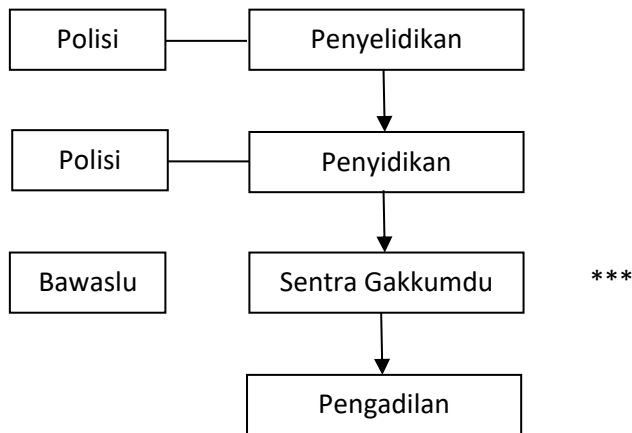 Polisi
Penyelidikan
Polisi
Penyidikan
Bawaslu
Sentra Gakkumdu
***
Pengadilan